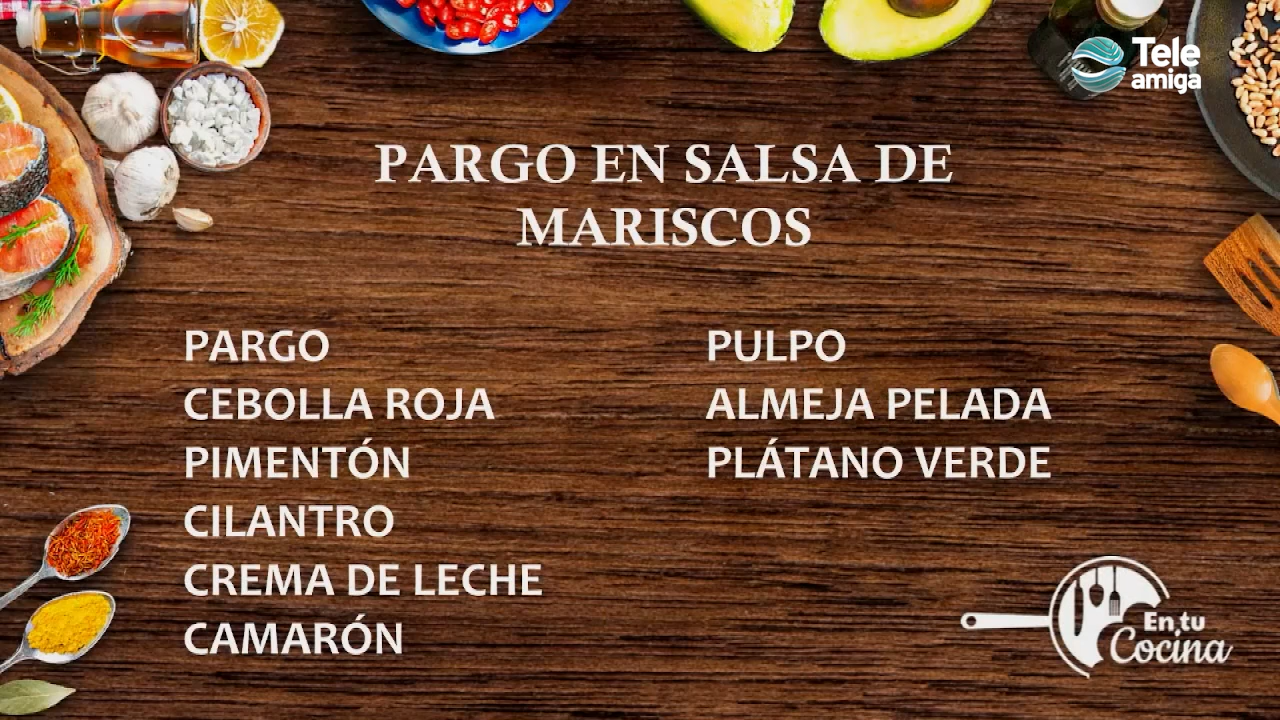 Tele
amiga
PARGO EN SALSA DE
MARISCOS
PARGO
CEBOLLA ROJA
PIMENTÓN
CILANTRO
CREMA DE LECHE
CAMARÓN
PULPO
ALMEJA PELADA
PLÁTANO VERDE
En tu
Cocina